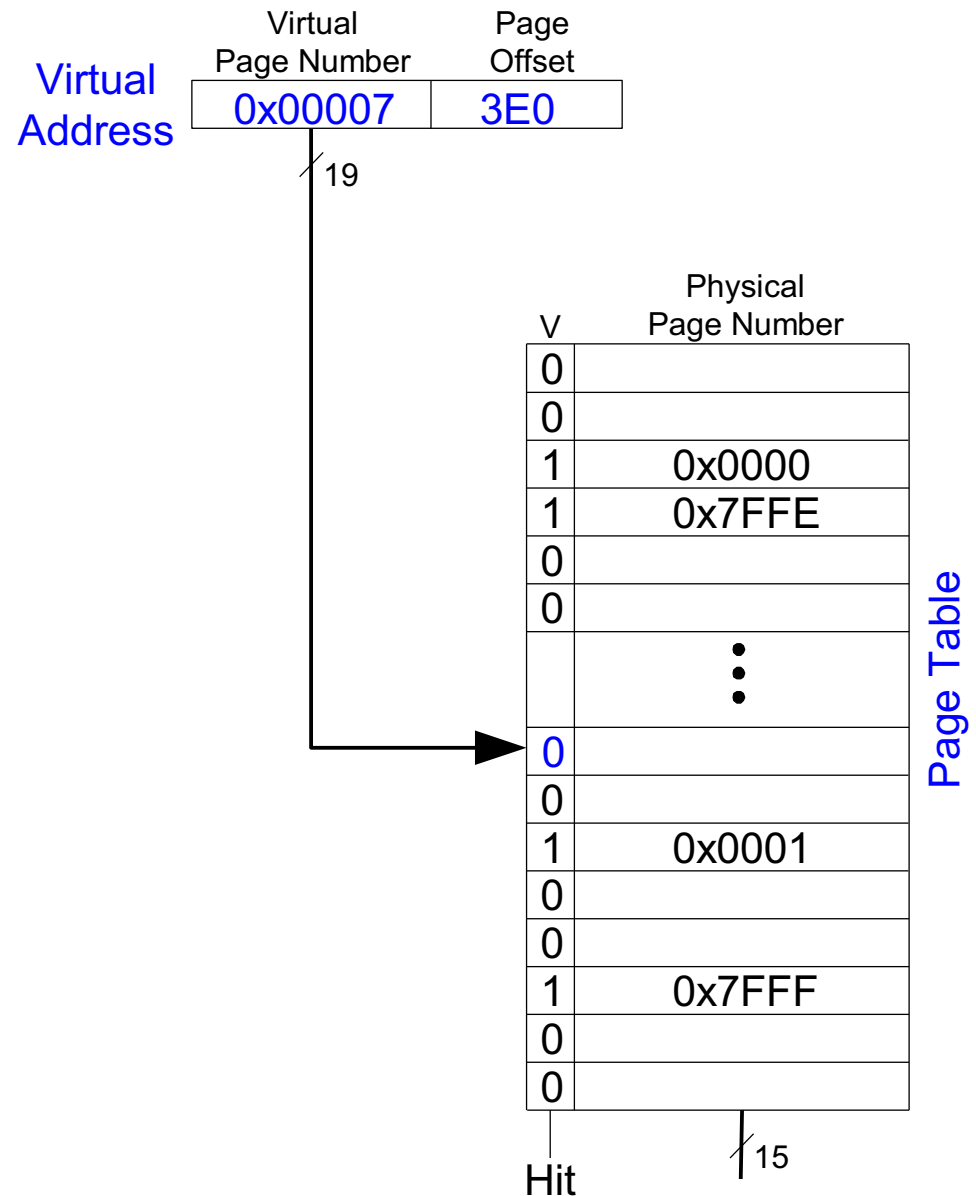 Virtual
Page Number
Page
Offset
Virtual
Address
0x00007
3E0
19
V
Physical
Page Number
0
0
1 0x0000
1 0x7FFE
0
0
0
0
1 0x0001
0
0
1 0x7FFF
0
0
Page Table
Hit
15